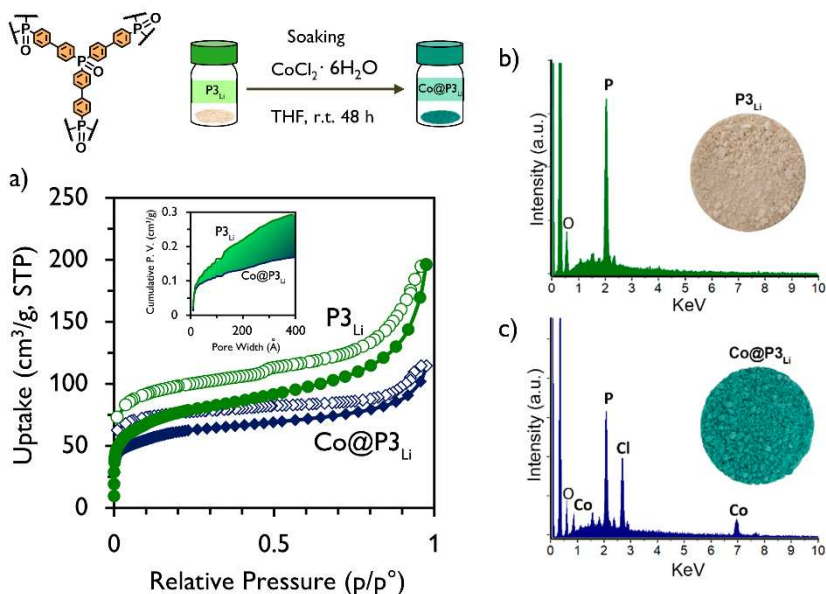 P O
P O
P=O
P=O
P=O
Soaking
CoCl₂· 6H₂O
THF, r.t. 48 h
P3Li
Co@P3Li
a)
250
200
150
100
50
0
Uptake (cm³/g, STP)
0
0.5
1
Relative Pressure (p/p°)
P3Li
Co@P3Li
Cumulative P. V. (cm³/g)
0.3
0.2
0.1
0
0
200
400
Pore Width (Å)
P3Li
Co@P3Li
b)
P3Li
P
O
Intensity (a.u.)
0 1 2 3 4 5 6 7 8 9 10
KeV
c)
Co@P3Li
P
Cl
O
Co
Co
Intensity (a.u.)
0 1 2 3 4 5 6 7 8 9 10
KeV